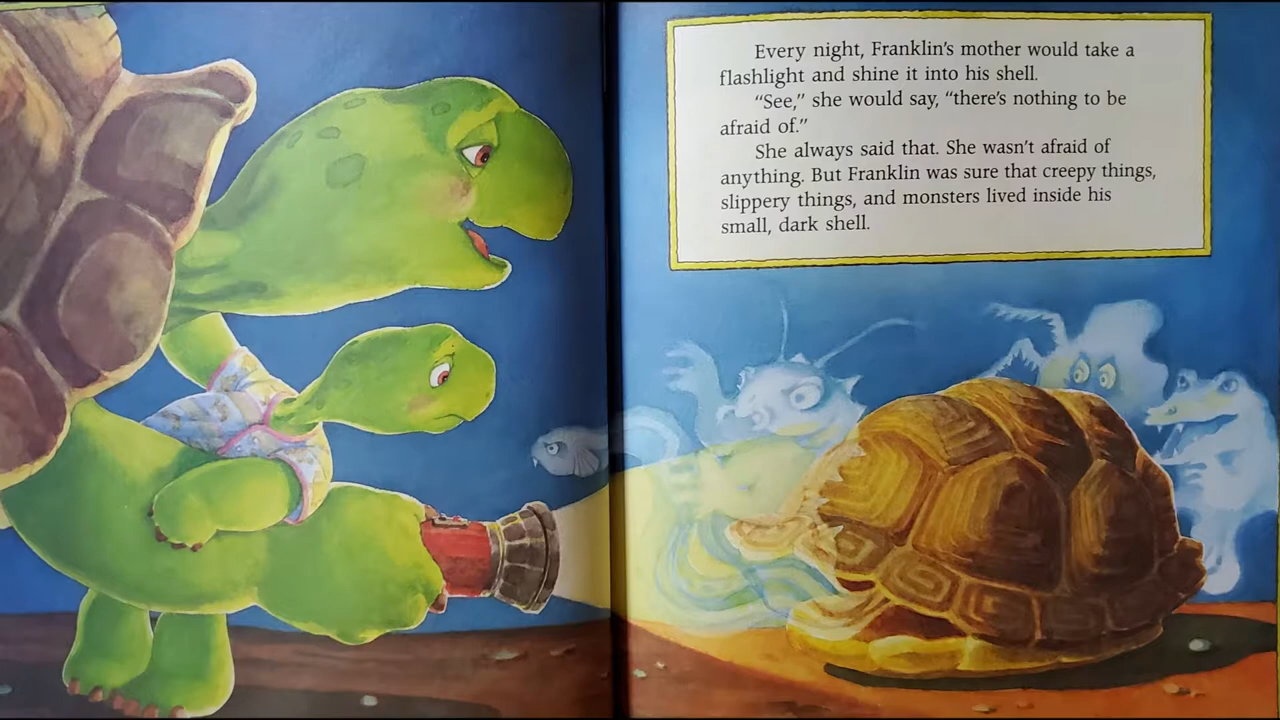 Every night, Franklin's mother would take a
flashlight and shine it into his shell.
"See," she would say, "there's nothing to be
afraid of."
She always said that. She wasn't afraid of
anything. But Franklin was sure that creepy things,
slippery things, and monsters lived inside his
small, dark shell.